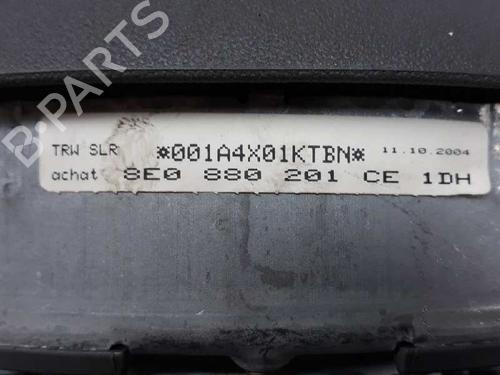 B-PARTS
TRW SLR *001A4X01KTBN* 11.10.2004
achat 8E0 880 201 CE 1DH